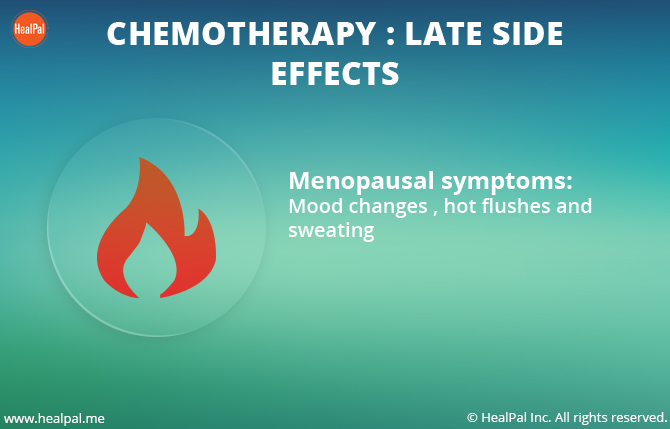 HealPal
CHEMOTHERAPY : LATE SIDE
EFFECTS
Menopausal symptoms:
Mood changes , hot flushes and
sweating
www.healpal.me
© HealPal Inc. All rights reserved.